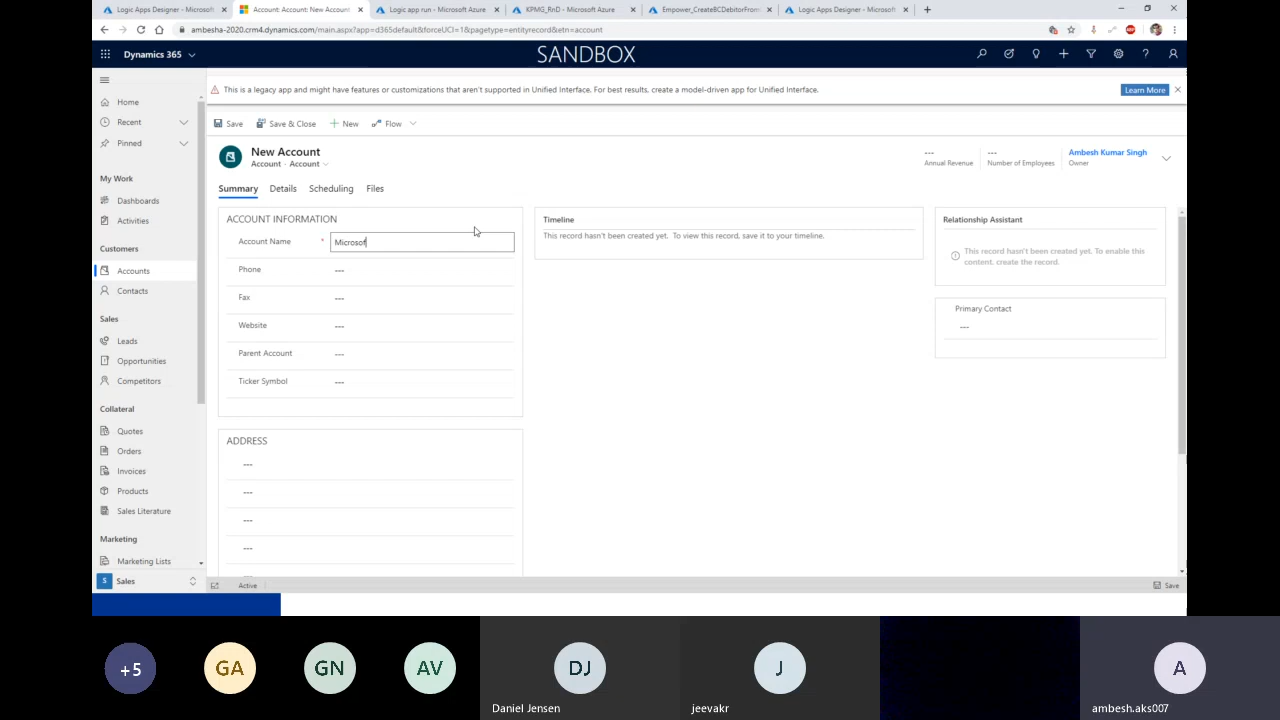 Logic Apps Designer - Microsoft
Account: Account: New Account
Logic app run - Microsoft Azure
KPMG_RnD - Microsoft Azure
Empower_CreateBCDebitorFrom
Logic Apps Designer - Microsoft
ambesha-2020.crm4.dynamics.com/main.aspx?app=d365default&forceUCI=1&pagetype=entityrecord&etn=account
Dynamics 365
SANDBOX
This is a legacy app and might have features or customizations that aren't supported in Unified Interface. For best results, create a model-driven app for Unified Interface.
Learn More
Home
Recent
Pinned
My Work
Dashboards
Activities
Customers
Accounts
Contacts
Sales
Leads
Opportunities
Competitors
Collateral
Quotes
Orders
Invoices
Products
Sales Literature
Marketing
Marketing Lists
S Sales
Save
Save & Close
New
Flow
New Account
Account · Account
---
Annual Revenue
---
Number of Employees
Ambesh Kumar Singh
Owner
Summary
Details
Scheduling
Files
ACCOUNT INFORMATION
Account Name * Microsof
Phone ---
Fax ---
Website ---
Parent Account ---
Ticker Symbol ---
ADDRESS
---
---
---
---
Timeline
This record hasn't been created yet. To view this record, save it to your timeline.
Relationship Assistant
This record hasn't been created yet. To enable this
content, create the record.
Primary Contact
---
Active
Save
+5
GA
GN
AV
DJ
Daniel Jensen
J
jeevakr
A
ambesh.aks007